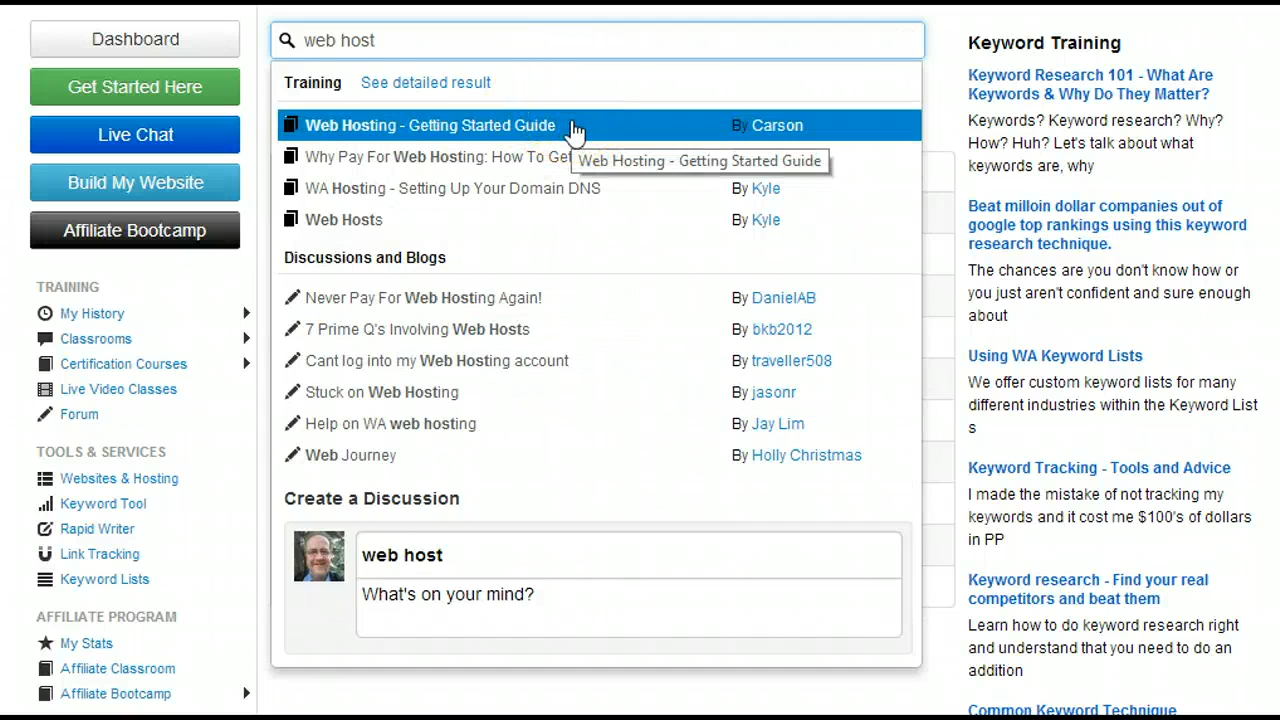 Dashboard
Get Started Here
Live Chat
Build My Website
Affiliate Bootcamp
TRAINING
My History
Classrooms
Certification Courses
Live Video Classes
Forum
TOOLS & SERVICES
Websites & Hosting
Keyword Tool
Rapid Writer
Link Tracking
Keyword Lists
AFFILIATE PROGRAM
My Stats
Affiliate Classroom
Affiliate Bootcamp
web host
Training See detailed result
Web Hosting - Getting Started Guide By Carson
Why Pay For Web Hosting: How To Get
Web Hosting - Getting Started Guide
WA Hosting - Setting Up Your Domain DNS By Kyle
Web Hosts By Kyle
Discussions and Blogs
Never Pay For Web Hosting Again! By DanielAB
7 Prime Q's Involving Web Hosts By bkb2012
Cant log into my Web Hosting account By traveller508
Stuck on Web Hosting By jasonr
Help on WA web hosting By Jay Lim
Web Journey By Holly Christmas
Create a Discussion
web host
What's on your mind?
Keyword Training
Keyword Research 101 - What Are
Keywords & Why Do They Matter?
Keywords? Keyword research? Why?
How? Huh? Let's talk about what
keywords are, why
Beat milloin dollar companies out of
google top rankings using this keyword
research technique.
The chances are you don't know how or
you just aren't confident and sure enough
about
Using WA Keyword Lists
We offer custom keyword lists for many
different industries within the Keyword List
s
Keyword Tracking - Tools and Advice
I made the mistake of not tracking my
keywords and it cost me $100's of dollars
in PP
Keyword research - Find your real
competitors and beat them
Learn how to do keyword research right
and understand that you need to do an
addition
Common Keyword Technique